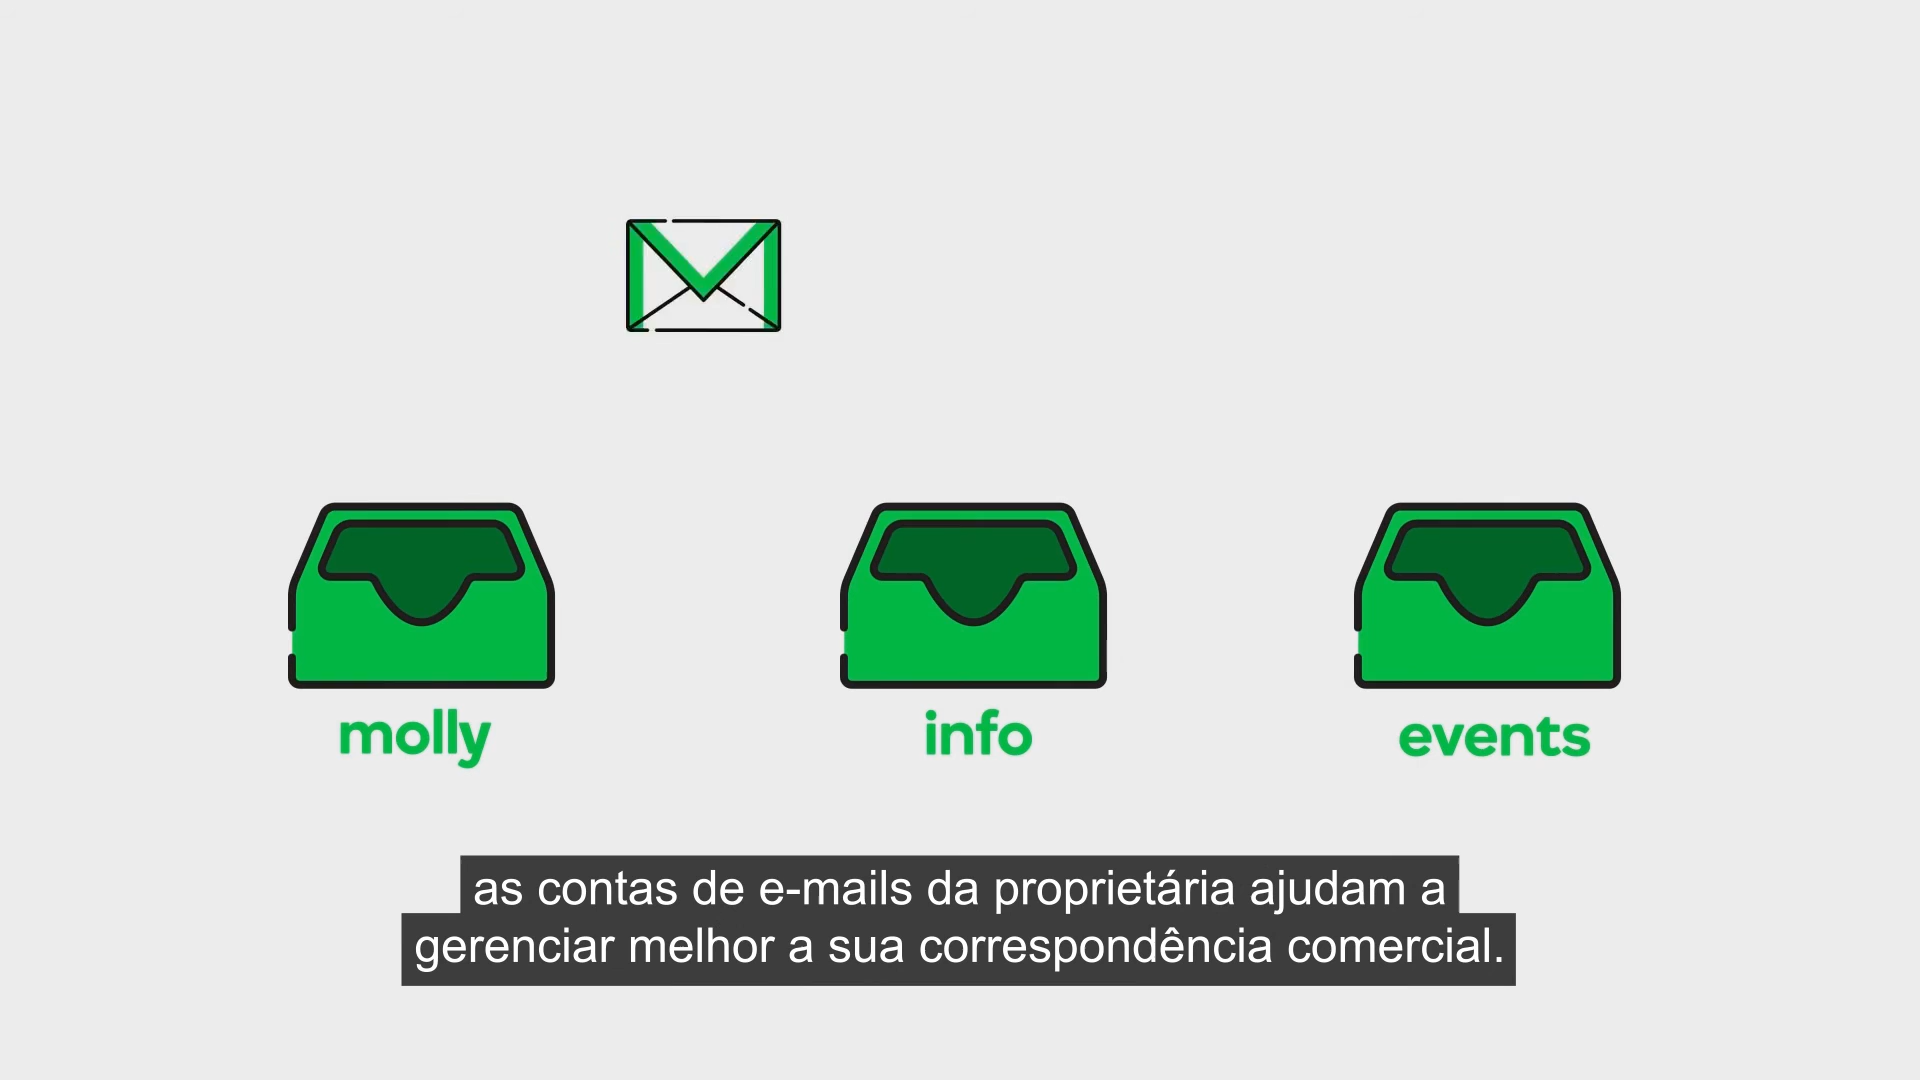 molly
info
events
as contas de e-mails da proprietária ajudam a
gerenciar melhor a sua correspondência comercial.